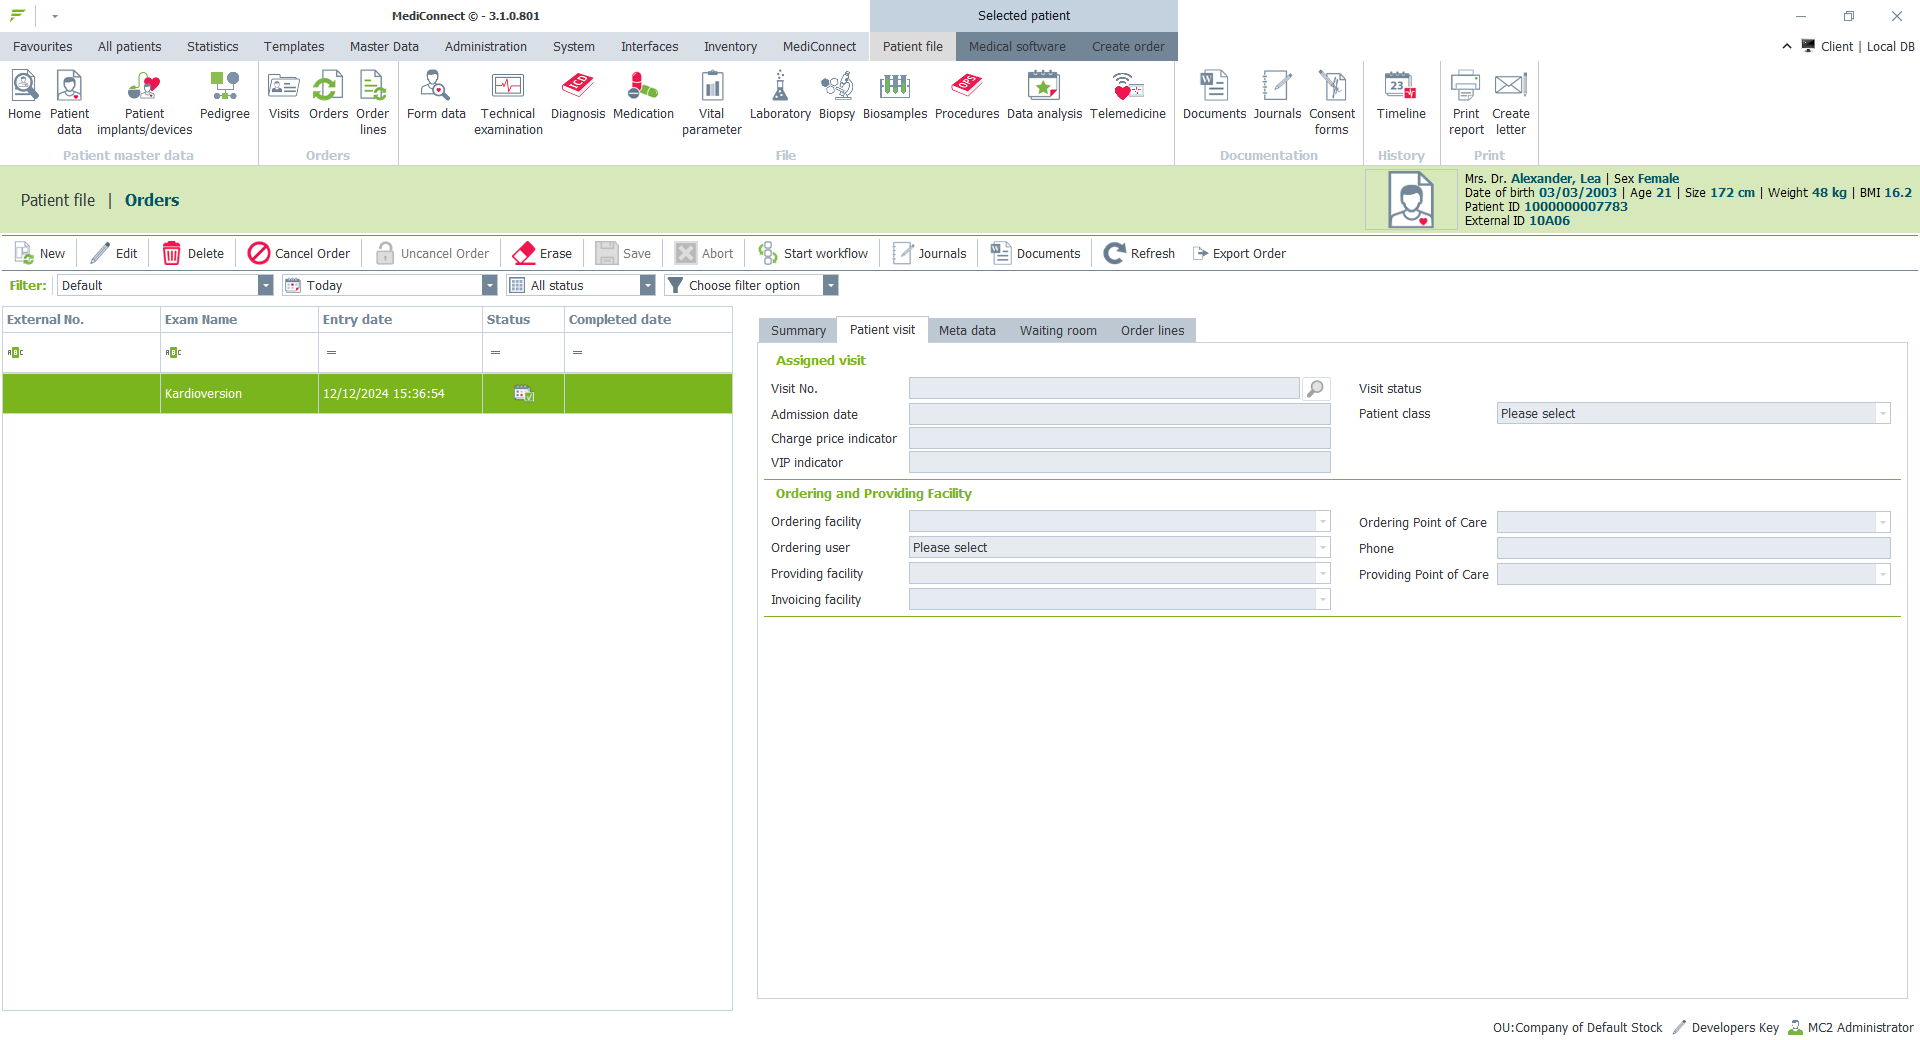 MediConnect © - 3.1.0.801
Selected patient
Favourites All patients Statistics Templates Master Data Administration System Interfaces Inventory MediConnect Patient file Medical software Create order
Client | Local DB
Home Patient data Patient implants/devices Pedigree
Patient master data
Visits Orders Order lines
Orders
Form data Technical examination Diagnosis Medication Vital parameter Laboratory Biopsy Biosamples Procedures Data analysis Telemedicine
File
Documents Journals Consent forms
Documentation
23
Timeline
History
Print report Create letter
Print
Patient file | Orders
Mrs. Dr. Alexander, Lea | Sex Female
Date of birth 03/03/2003 | Age 21 | Size 172 cm | Weight 48 kg | BMI 16.2
Patient ID 1000000007783
External ID 10A06
New Edit Delete Cancel Order Uncancel Order Erase Save Abort Start workflow Journals Documents Refresh Export Order
Filter: Default Today All status Choose filter option
External No. Exam Name Entry date Status Completed date
ABC ABC = = =
Kardioversion 12/12/2024 15:36:54
Summary Patient visit Meta data Waiting room Order lines
Assigned visit
Visit No. Visit status
Admission date Patient class Please select
Charge price indicator
VIP indicator
Ordering and Providing Facility
Ordering facility Ordering Point of Care
Ordering user Please select Phone
Providing facility Providing Point of Care
Invoicing facility
OU:Company of Default Stock Developers Key MC2 Administrator